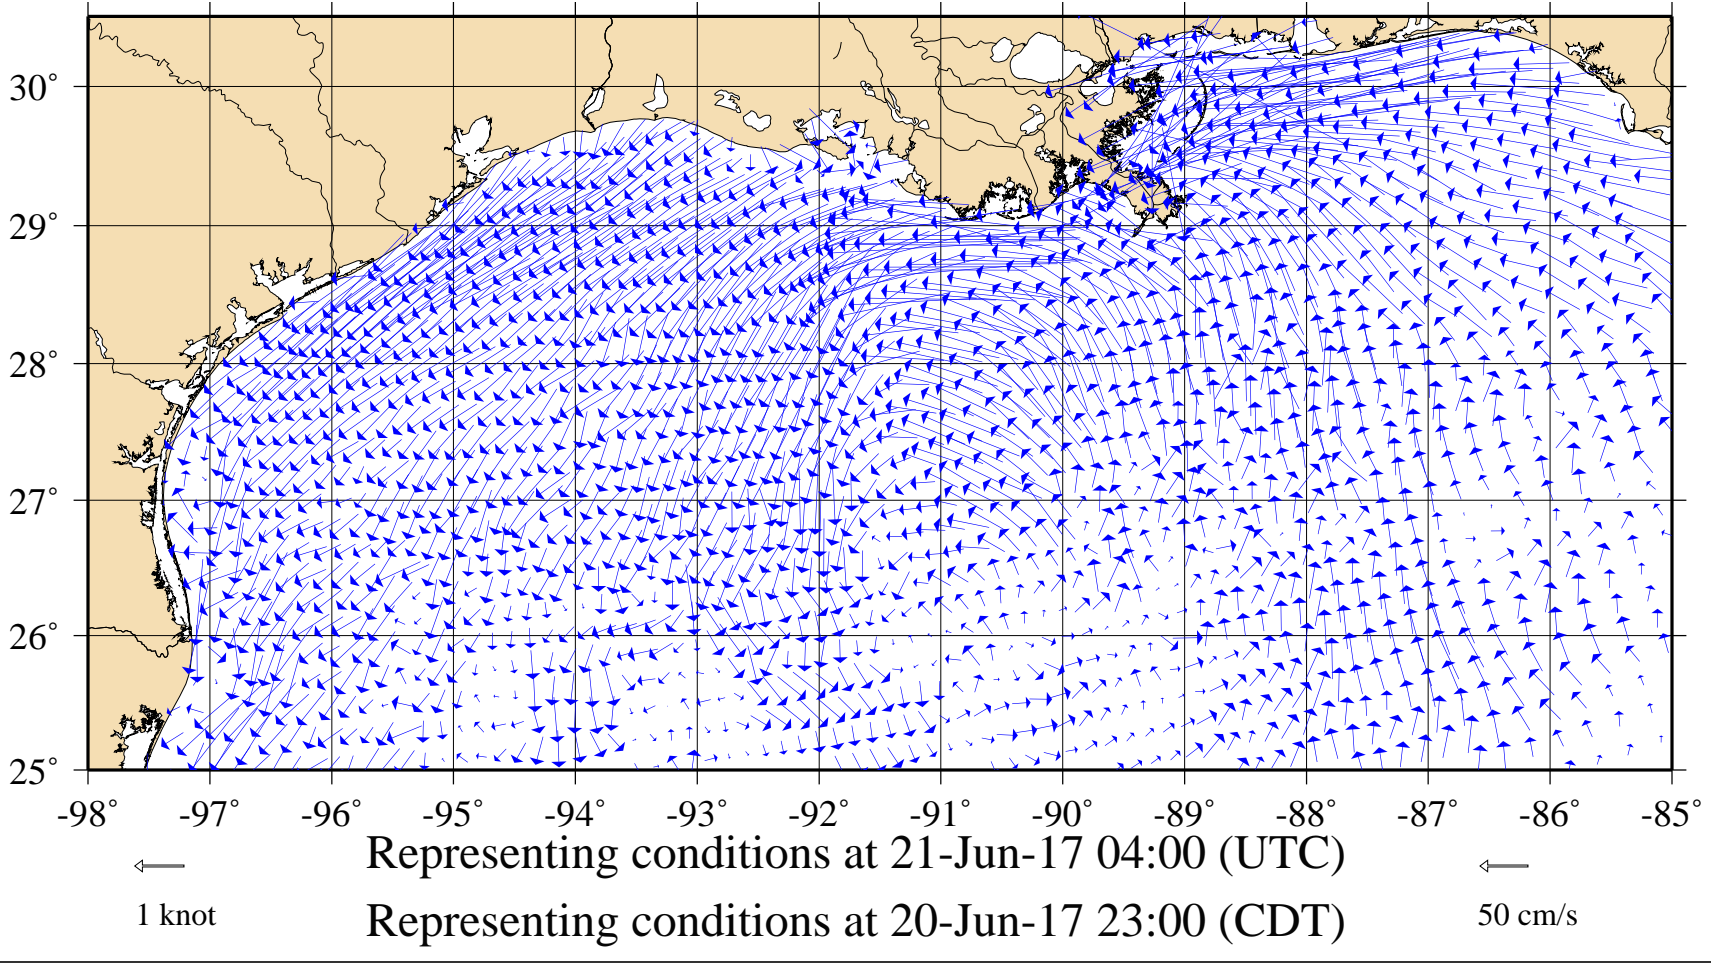 30°
29°
28°
27°
26°
25°
-98° -97° -96° -95° -94° -93° -92° -91° -90° -89° -88° -87° -86° -85°
Representing conditions at 21-Jun-17 04:00 (UTC)
1 knot
Representing conditions at 20-Jun-17 23:00 (CDT)
50 cm/s